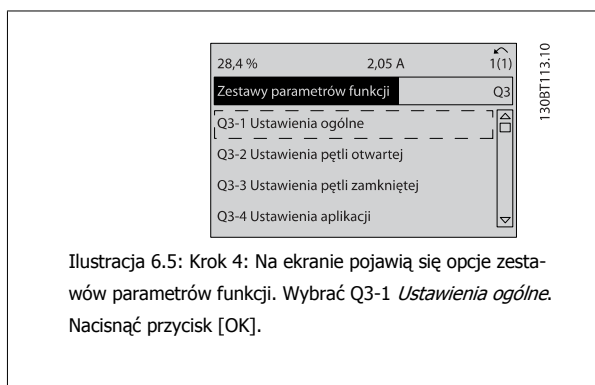 28,4 % 2,05 A 1(1)
Zestawy parametrów funkcji Q3
Q3-1 Ustawienia ogólne
Q3-2 Ustawienia pętli otwartej
Q3-3 Ustawienia pętli zamkniętej
Q3-4 Ustawienia aplikacji
130BT113.10
Ilustracja 6.5: Krok 4: Na ekranie pojawią się opcje zesta-
wów parametrów funkcji. Wybrać Q3-1 Ustawienia ogólne.
Nacisnąć przycisk [OK].